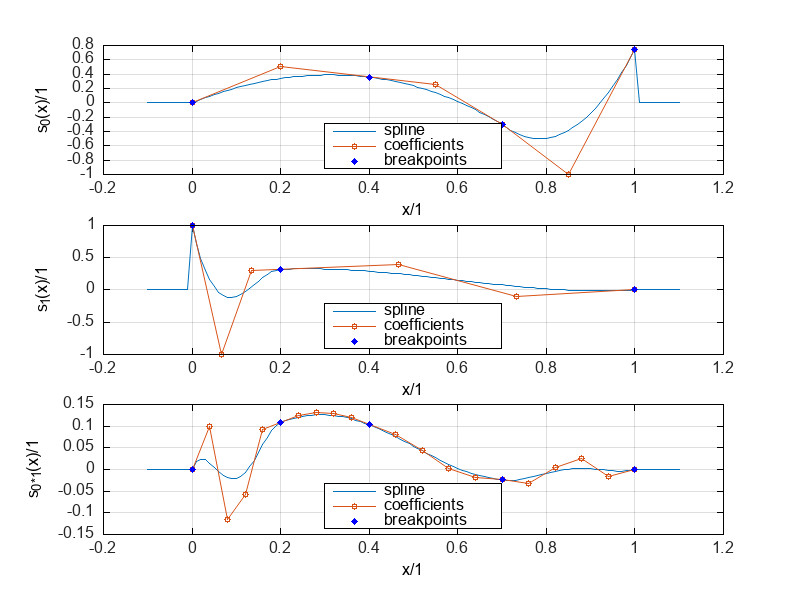 0.8
0.6
0.4
0.2
0
-0.2
-0.4
-0.6
-0.8
-1
s0(x)/1
spline
coefficients
breakpoints
-0.2 0 0.2 0.4 0.6 0.8 1 1.2
x/1
1
0.5
0
-0.5
-1
s1(x)/1
spline
coefficients
breakpoints
-0.2 0 0.2 0.4 0.6 0.8 1 1.2
x/1
0.15
0.1
0.05
0
-0.05
-0.1
-0.15
s0*1(x)/1
spline
coefficients
breakpoints
-0.2 0 0.2 0.4 0.6 0.8 1 1.2
x/1